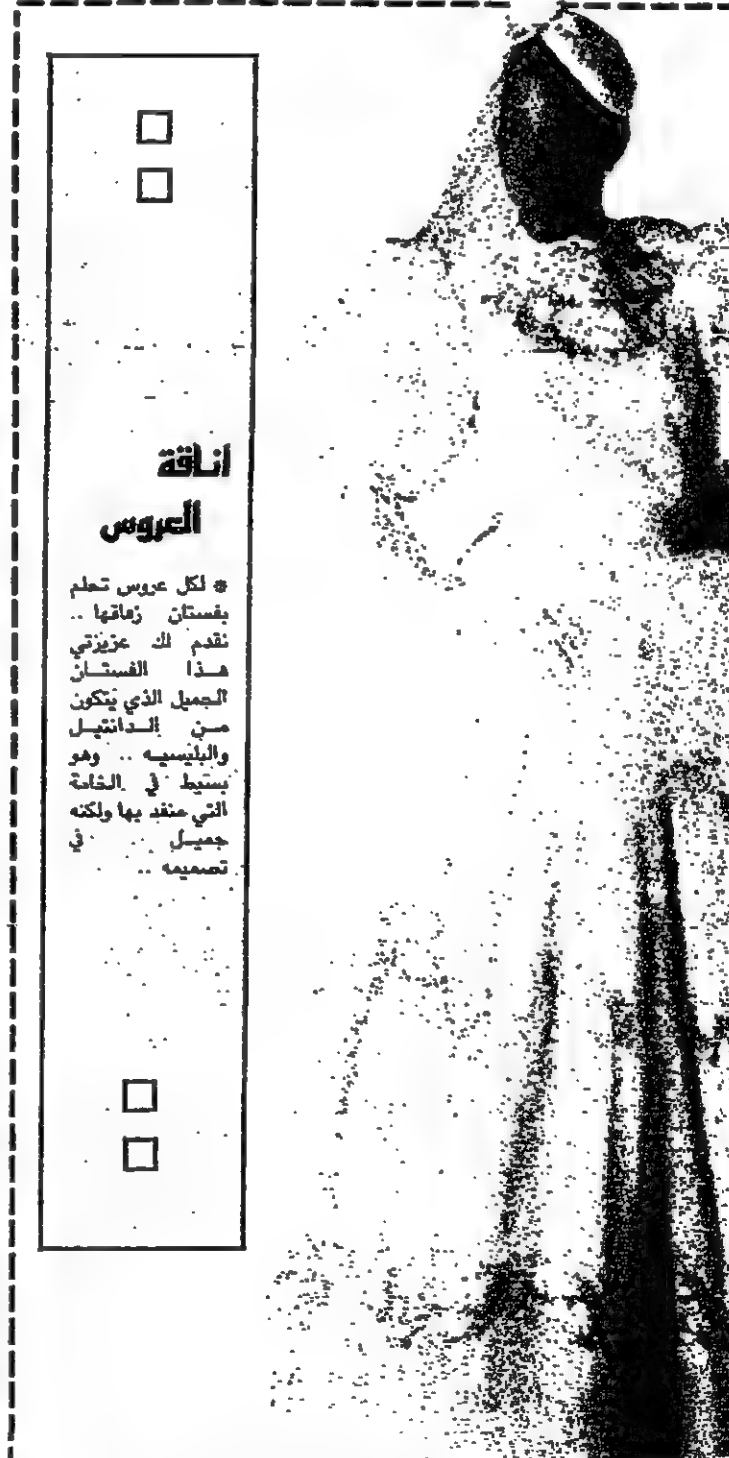 اناقة
العروس
* لكل عروس تحلم
بفستان زفافها ..
نقدم لك عزيزتي
هذا الفستان
الجميل الذي يتكون
من الدانتيل
والبليسيه .. وهو
بسيط في الخامة
التي منفذ بها ولكنه
جميل .. في
تصميمه ..